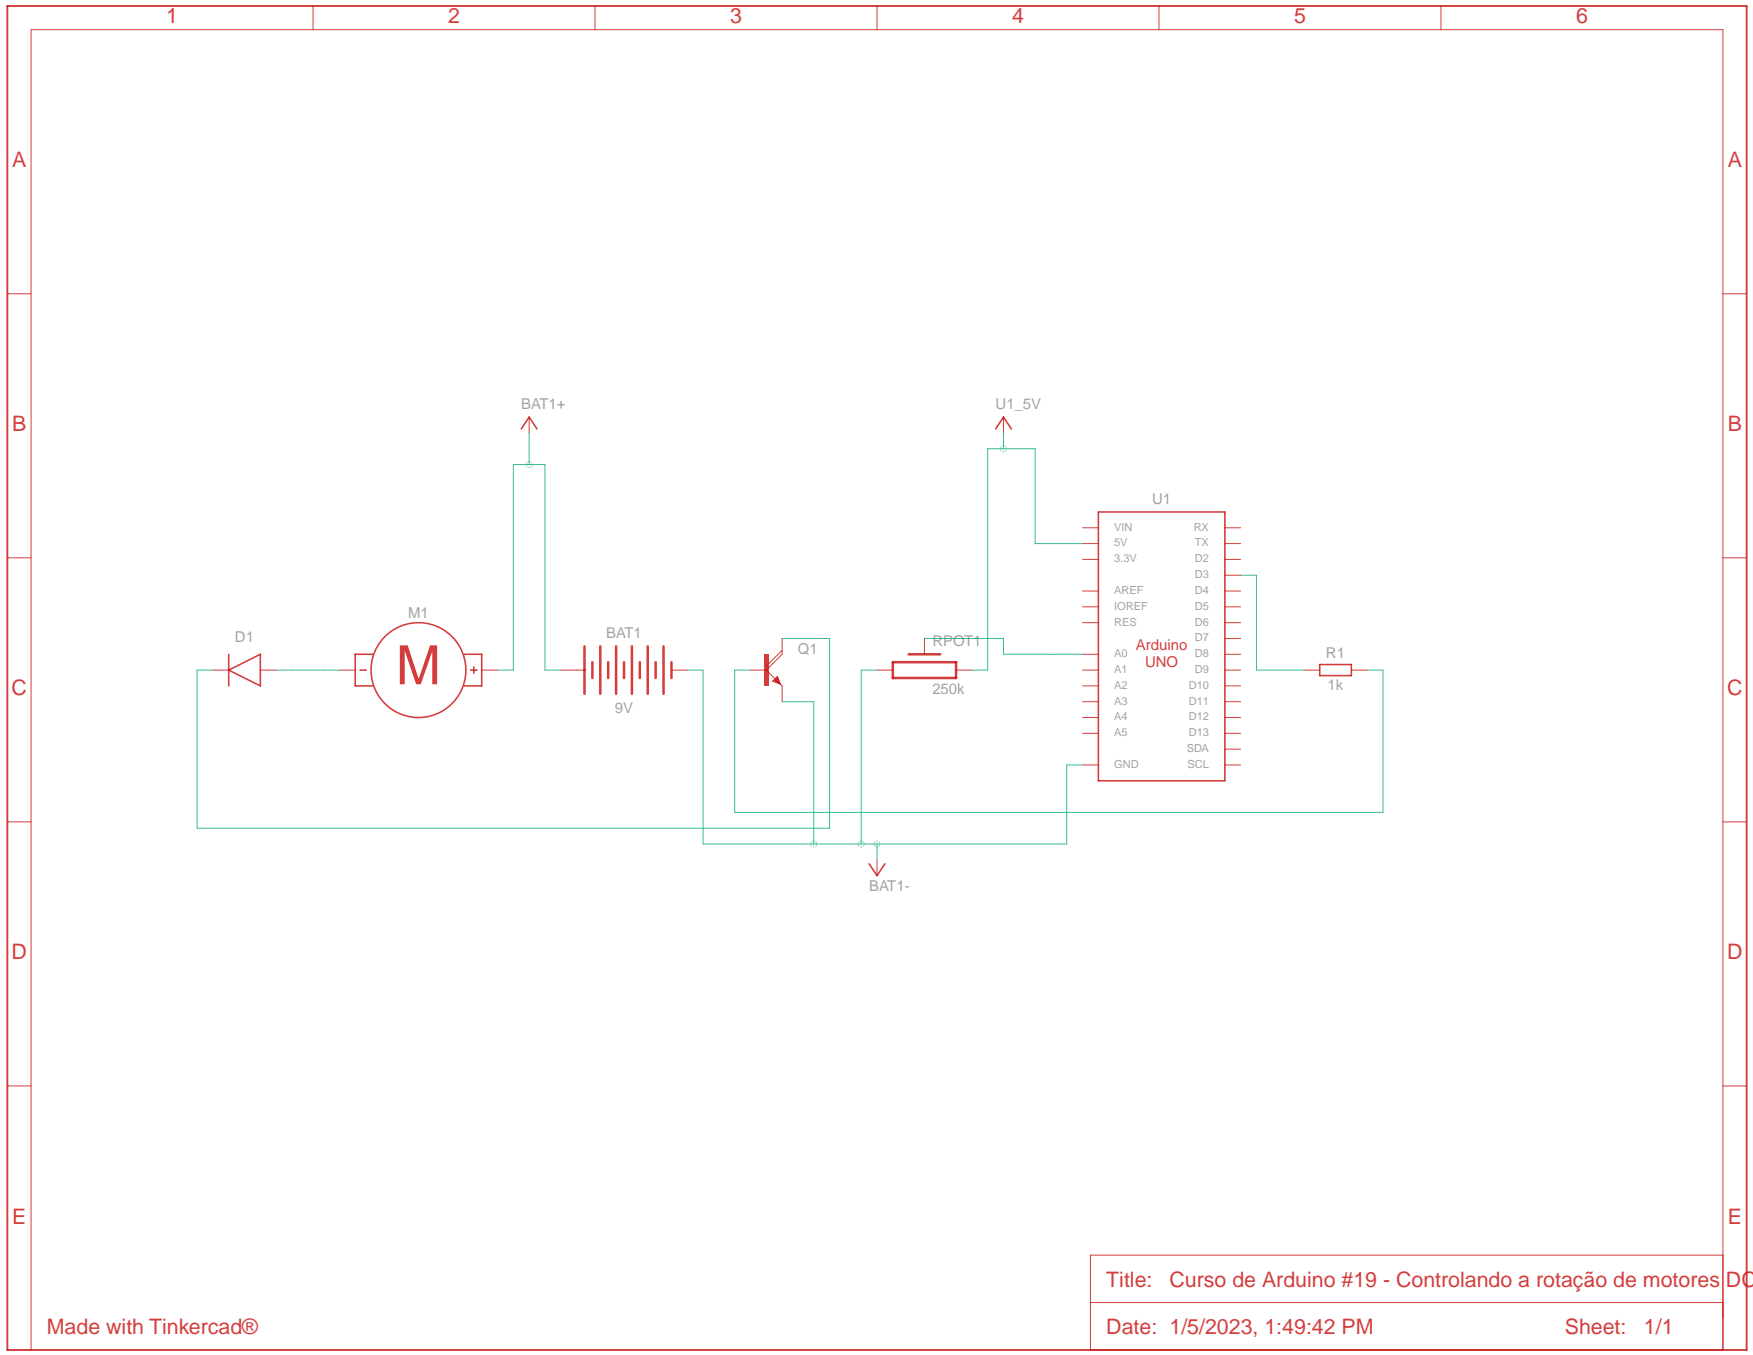 1 2 3 4 5 6
A A
B B
C C
D D
E E
BAT1+
U1_5V
U1
VIN RX
5V TX
3.3V D2
D3
AREF D4
IOREF D5
RES D6
D7
A0 D8
A1 D9
A2 D10
A3 D11
A4 D12
A5 D13
SDA
GND SCL
Arduino
UNO
D1
M1
M
-
+
BAT1
9V
Q1
RPOT1
250k
R1
1k
BAT1-
Title: Curso de Arduino #19 - Controlando a rotação de motores DC
Date: 1/5/2023, 1:49:42 PM Sheet: 1/1
Made with Tinkercad®